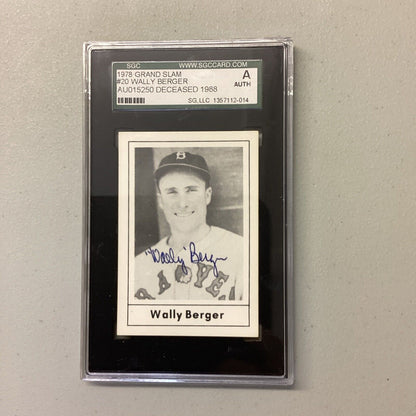 SGC WWW.SGCCARD.COM
1978 GRAND SLAM
#20 WALLY BERGER
AU015250 DECEASED 1988
A
AUTH
SG, LLC 1357112-014
B
"Wally" Berger
BRAVES
Wally Berger